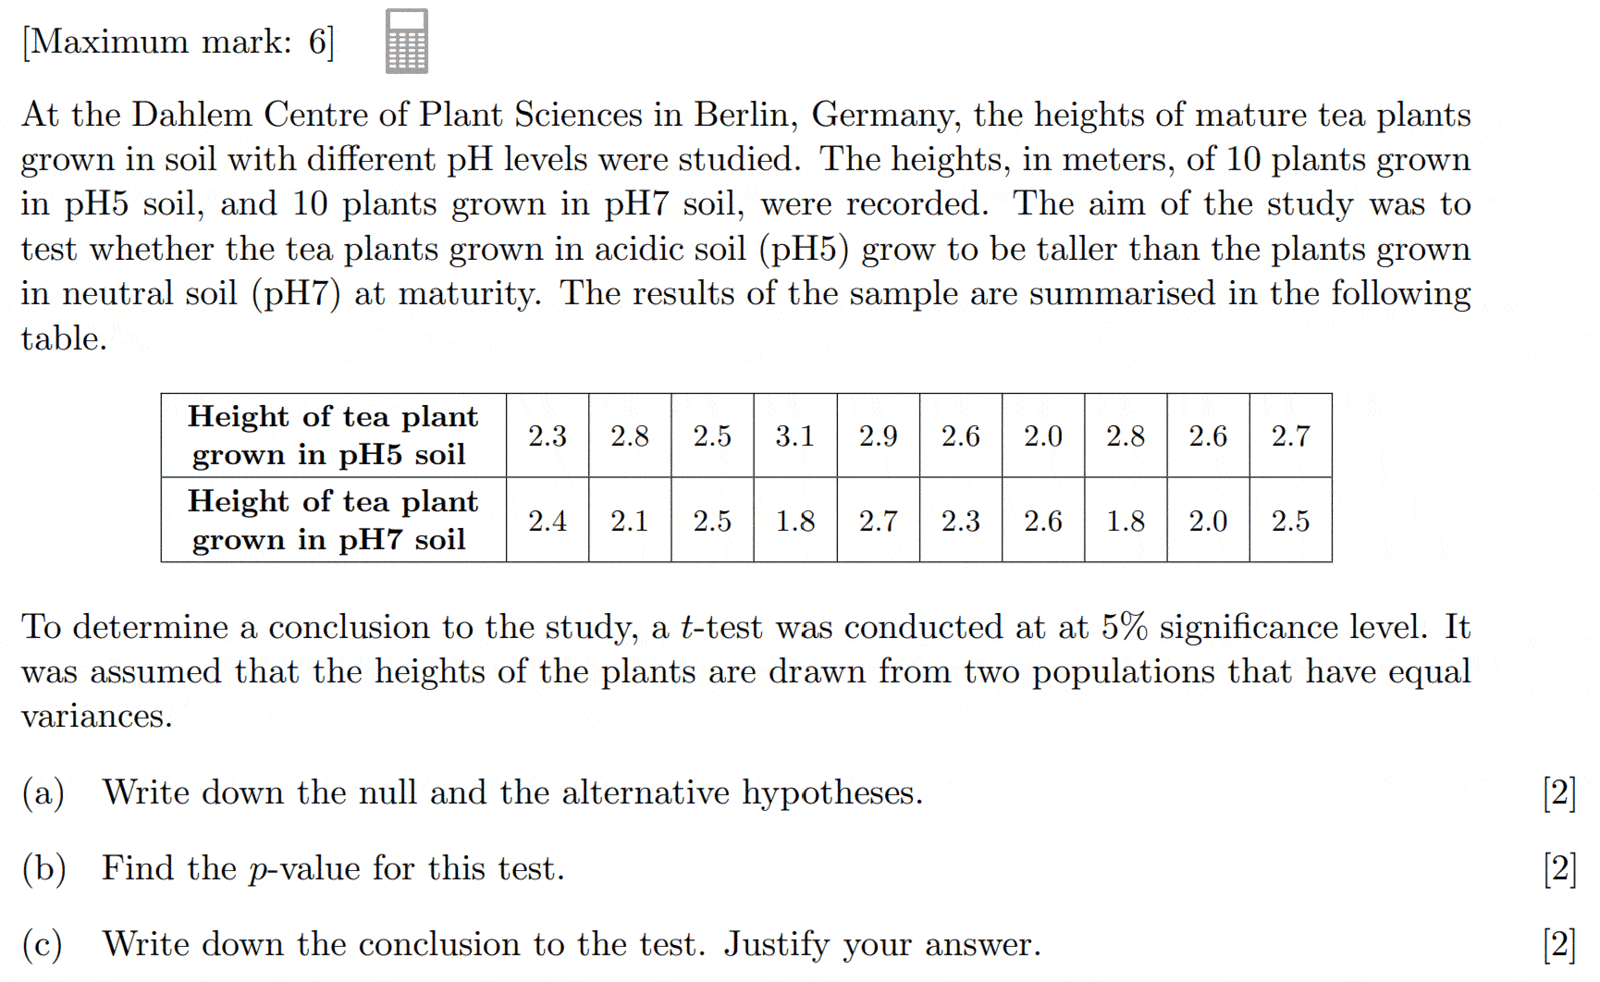 [Maximum mark: 6]
At the Dahlem Centre of Plant Sciences in Berlin, Germany, the heights of mature tea plants
grown in soil with different pH levels were studied. The heights, in meters, of 10 plants grown
in pH5 soil, and 10 plants grown in pH7 soil, were recorded. The aim of the study was to
test whether the tea plants grown in acidic soil (pH5) grow to be taller than the plants grown
in neutral soil (pH7) at maturity. The results of the sample are summarised in the following
table.
Height of tea plant
grown in pH5 soil 2.3 2.8 2.5 3.1 2.9 2.6 2.0 2.8 2.6 2.7
Height of tea plant
grown in pH7 soil 2.4 2.1 2.5 1.8 2.7 2.3 2.6 1.8 2.0 2.5
To determine a conclusion to the study, a t-test was conducted at at 5% significance level. It
was assumed that the heights of the plants are drawn from two populations that have equal
variances.
(a) Write down the null and the alternative hypotheses. [2]
(b) Find the p-value for this test. [2]
(c) Write down the conclusion to the test. Justify your answer. [2]